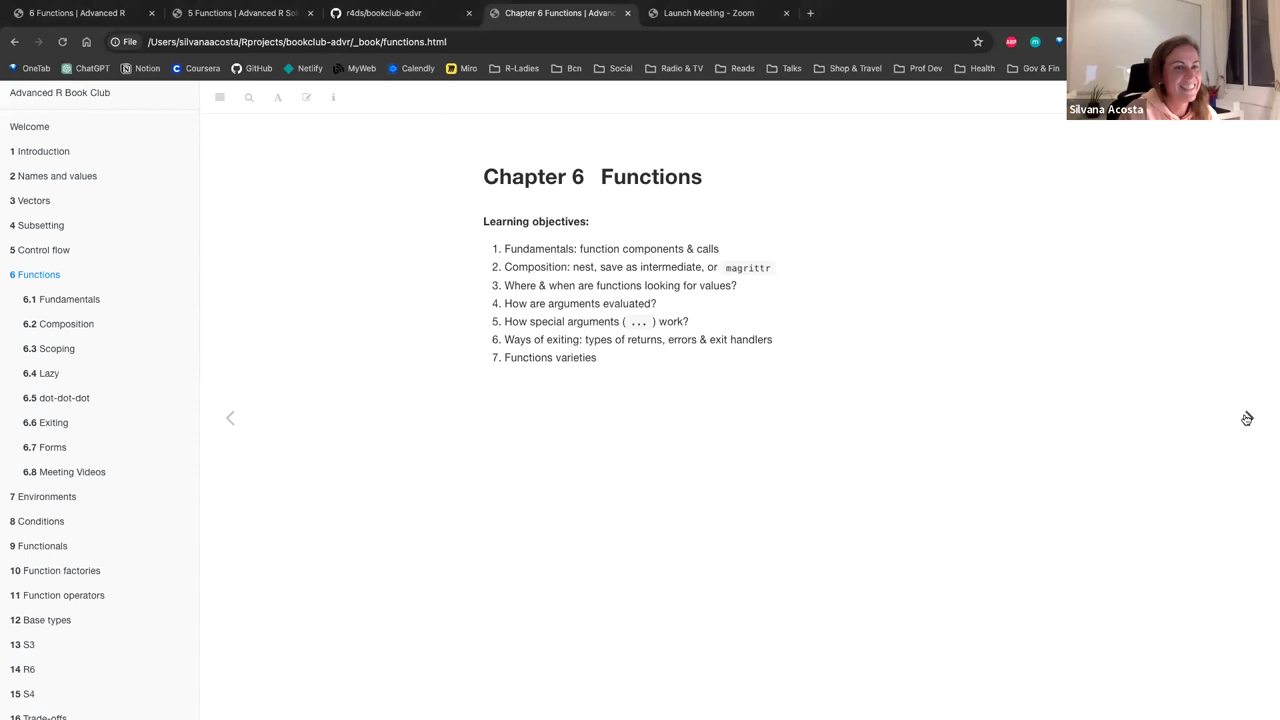 6 Functions | Advanced R
5 Functions | Advanced R Sol
r4ds/bookclub-advr
Chapter 6 Functions | Advanc
Launch Meeting - Zoom
File
/Users/silvanaacosta/Rprojects/bookclub-advr/_book/functions.html
ABP
OneTab
ChatGPT
Notion
Coursera
GitHub
Netlify
MyWeb
Calendly
Miro
R-Ladies
Bcn
Social
Radio & TV
Reads
Talks
Shop & Travel
Prof Dev
Health
Gov & Fin
Silvana Acosta
Advanced R Book Club
Welcome
1 Introduction
2 Names and values
3 Vectors
4 Subsetting
5 Control flow
6 Functions
6.1 Fundamentals
6.2 Composition
6.3 Scoping
6.4 Lazy
6.5 dot-dot-dot
6.6 Exiting
6.7 Forms
6.8 Meeting Videos
7 Environments
8 Conditions
9 Functionals
10 Function factories
11 Function operators
12 Base types
13 S3
14 R6
15 S4
16 Trade-offs
Chapter 6 Functions
Learning objectives:
1. Fundamentals: function components & calls
2. Composition: nest, save as intermediate, or magrittr
3. Where & when are functions looking for values?
4. How are arguments evaluated?
5. How special arguments ( ... ) work?
6. Ways of exiting: types of returns, errors & exit handlers
7. Functions varieties